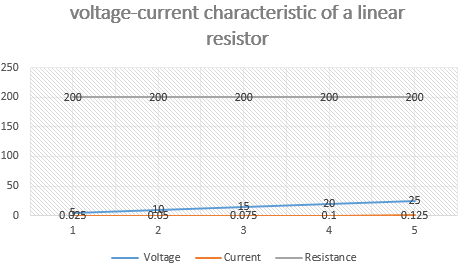 voltage-current characteristic of a linear
resistor
250
200
200 200 200 200 200
150
100
50
5 10 15 20 25
0
0.025 0.05 0.075 0.1 0.125
1 2 3 4 5
Voltage Current Resistance